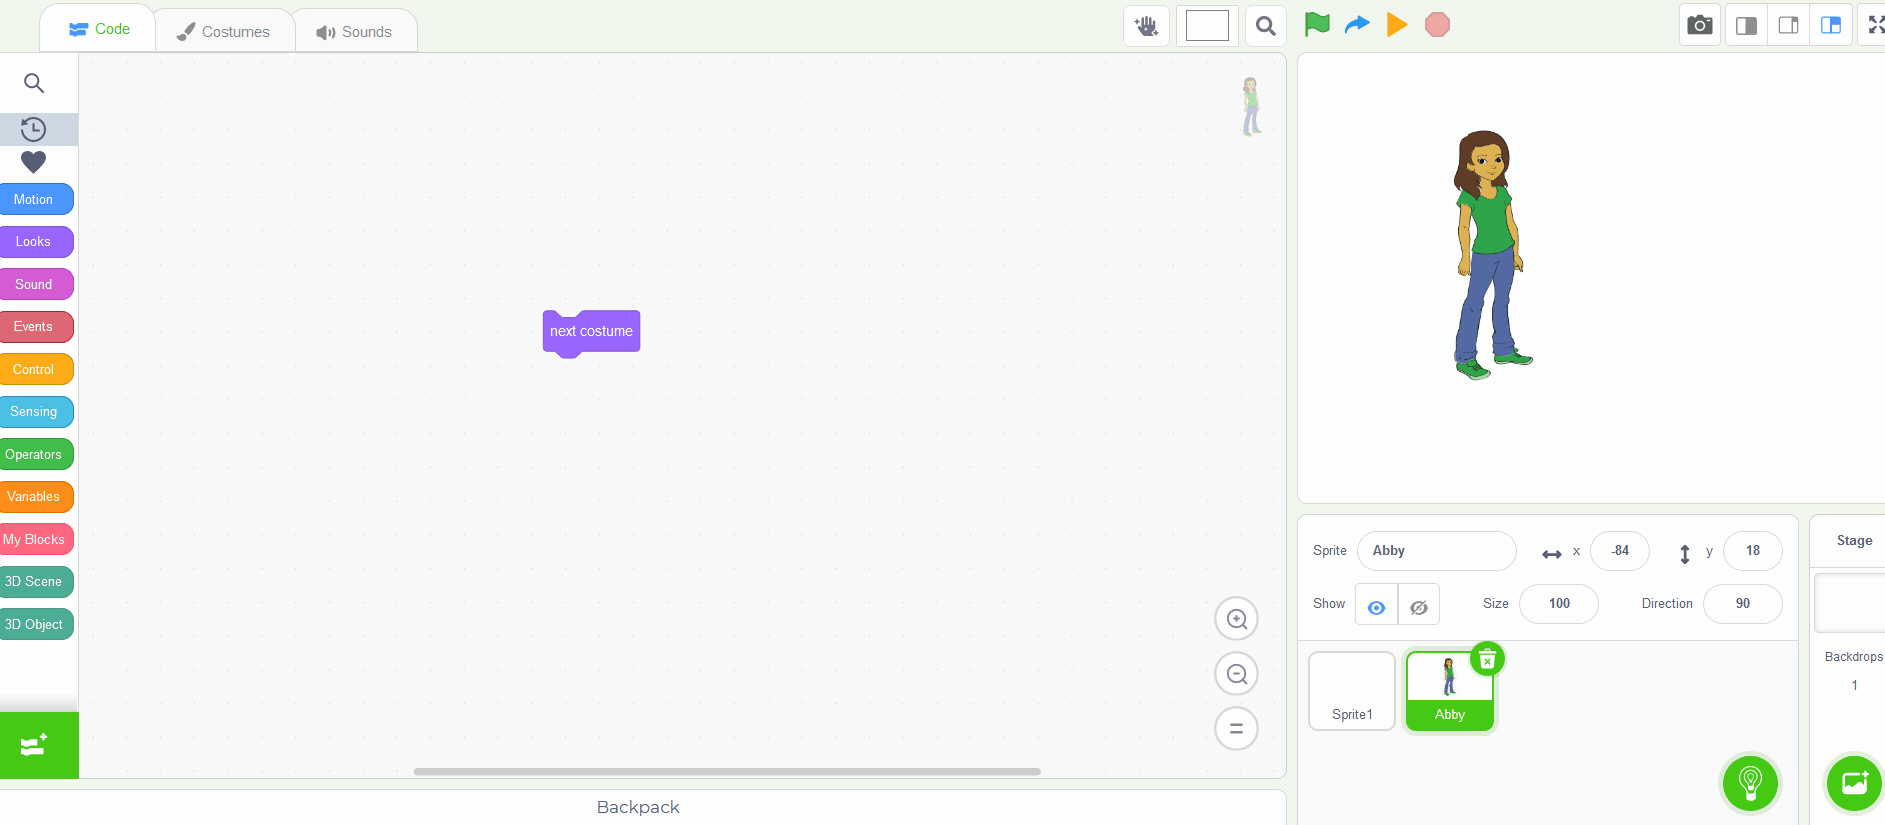 Code
Costumes
Sounds
Motion
Looks
Sound
Events
Control
Sensing
Operators
Variables
My Blocks
3D Scene
3D Object
next costume
Backpack
Sprite Abby x -84 y 18
Show Size 100 Direction 90
Sprite1
Abby
Stage
Backdrops
1